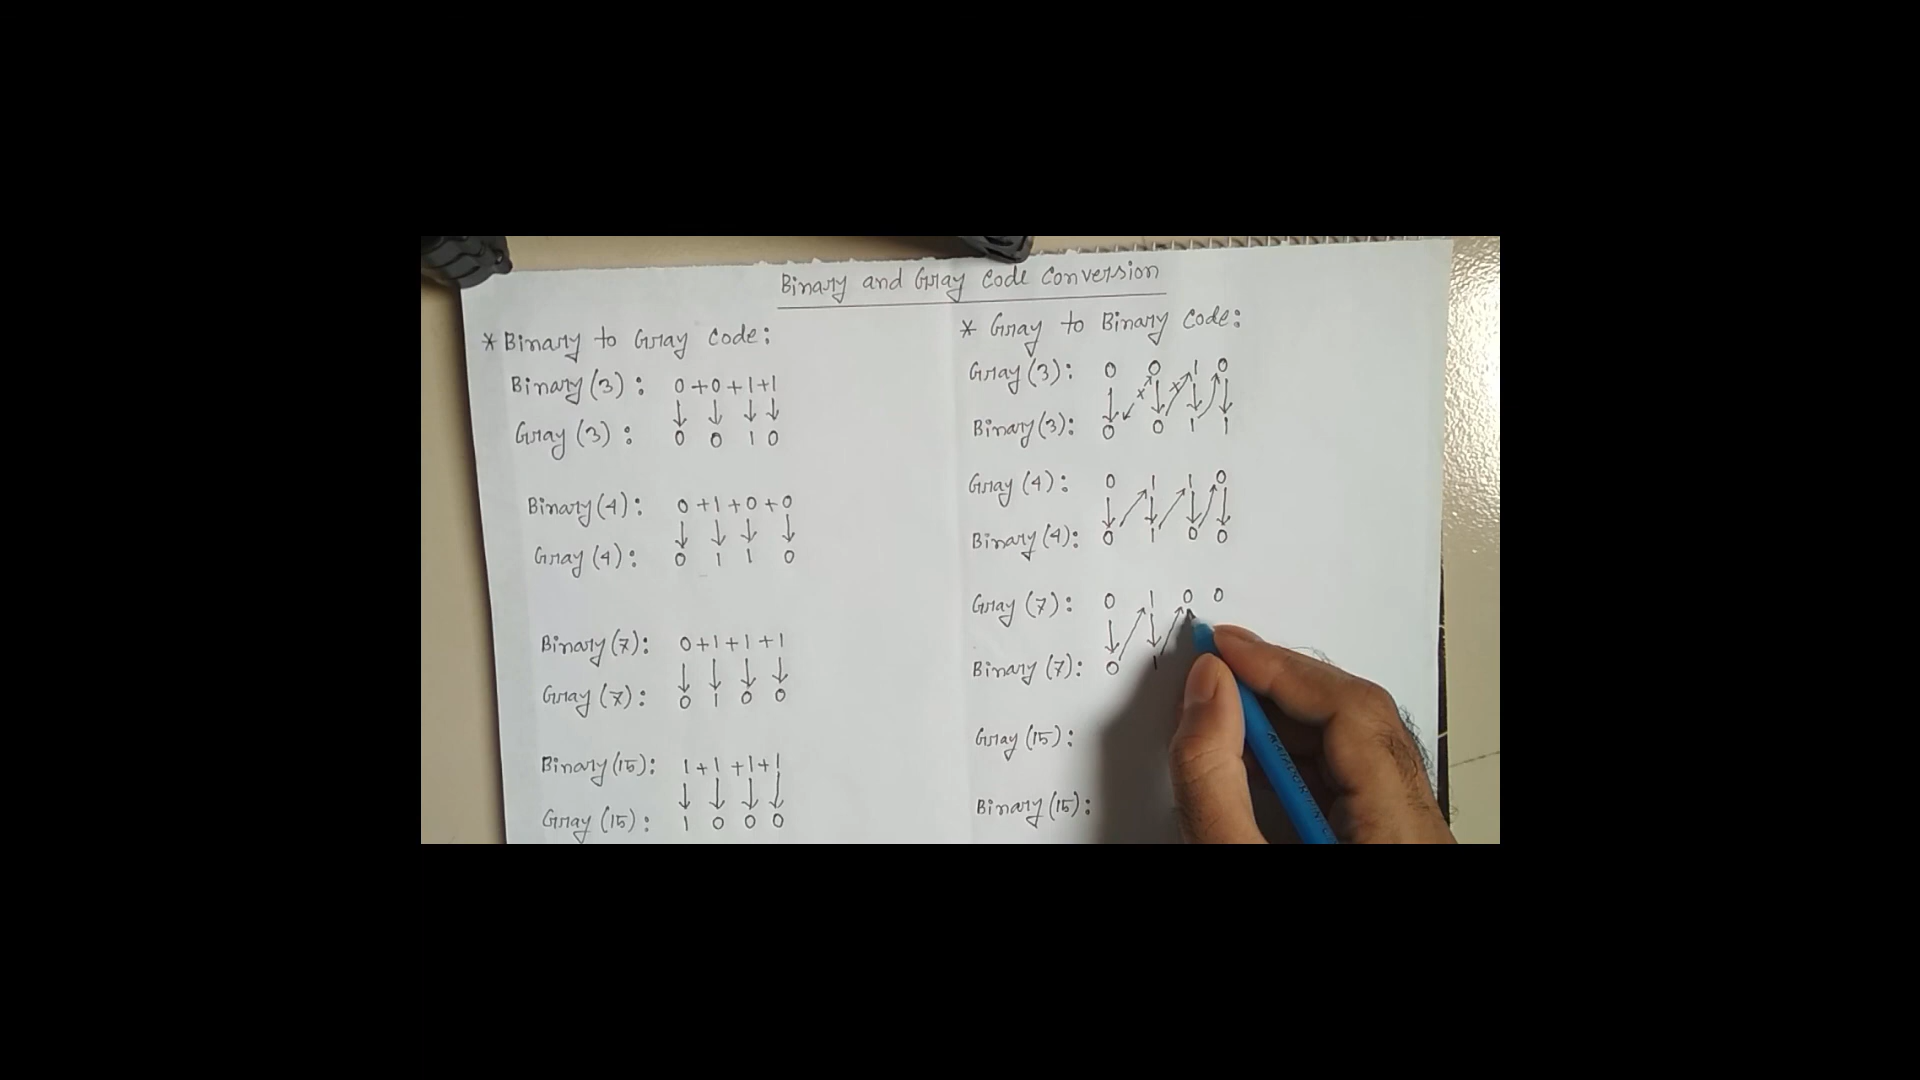 Binary and Gray Code Conversion
* Binary to Gray Code:
Binary(3): 0+0+1+1
Gray(3): 0 0 1 0
Binary(4): 0+1+0+0
Gray(4): 0 1 1 0
Binary(7): 0+1+1+1
Gray(7): 0 1 0 0
Binary(15): 1+1+1+1
Gray(15): 1 0 0 0
* Gray to Binary Code:
Gray(3): 0 0 1 0
Binary(3): 0 0 1 1
Gray(4): 0 1 1 0
Binary(4): 0 1 0 0
Gray(7): 0 1 0 0
Binary(7): 0 1
Gray(15):
Binary(15):